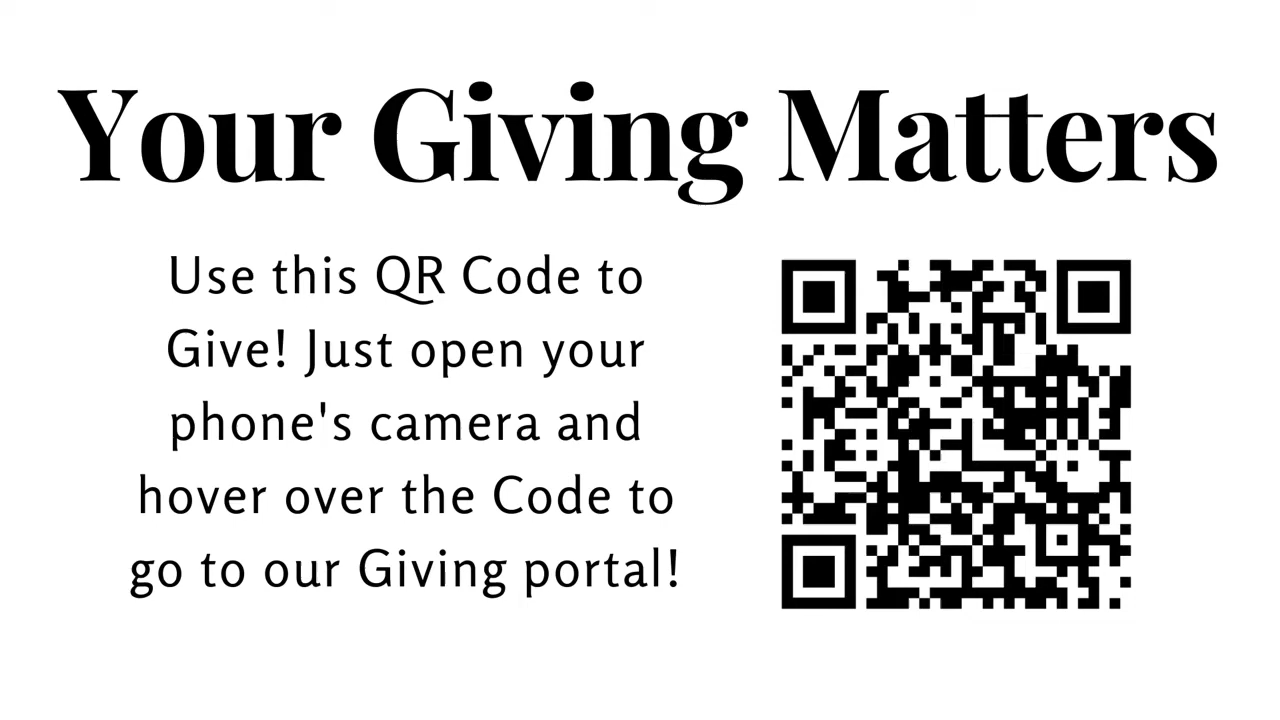 Your Giving Matters
Use this QR Code to
Give! Just open your
phone's camera and
hover over the Code to
go to our Giving portal!